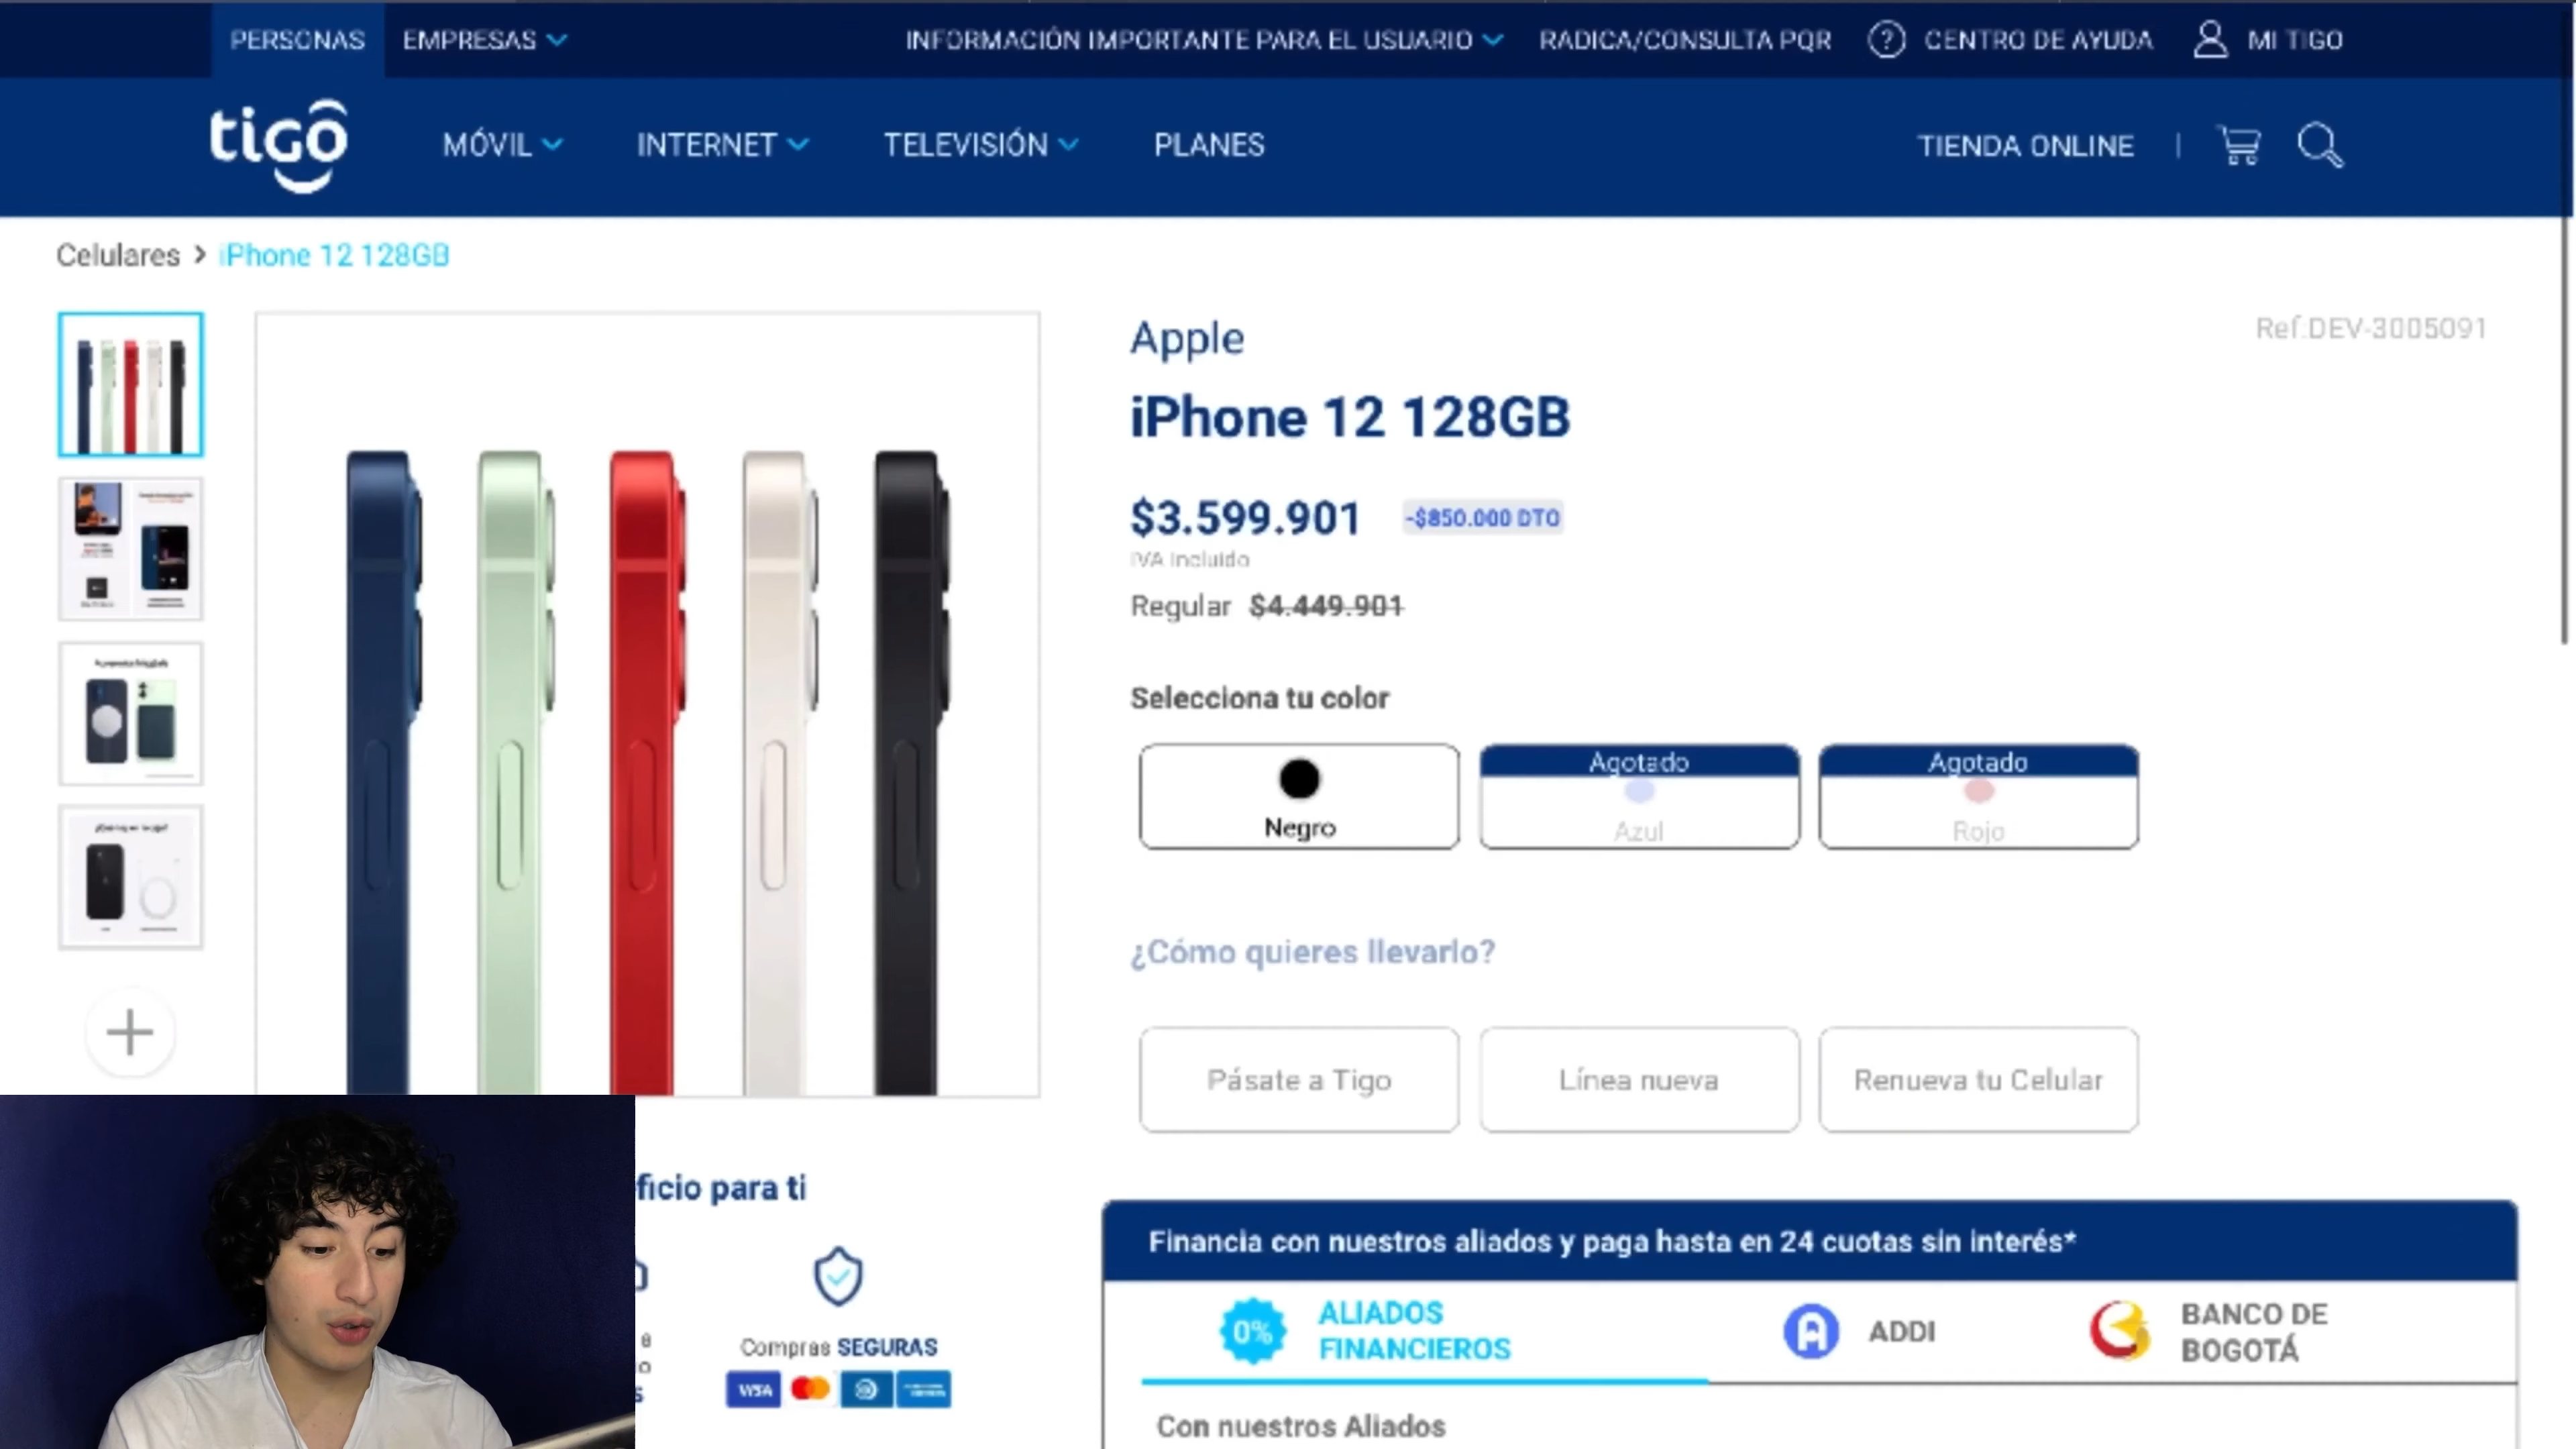 PERSONAS
EMPRESAS
INFORMACIÓN IMPORTANTE PARA EL USUARIO
RADICA/CONSULTA PQR
CENTRO DE AYUDA
MI TIGO
tigo
MÓVIL
INTERNET
TELEVISIÓN
PLANES
TIENDA ONLINE
Celulares > iPhone 12 128GB
Apple
Ref:DEV-3005091
iPhone 12 128GB
$3.599.901
-$850.000 DTO
IVA Incluido
Regular $4.449.901
Selecciona tu color
Negro
Agotado
Azul
Agotado
Rojo
¿Cómo quieres llevarlo?
Pásate a Tigo
Línea nueva
Renueva tu Celular
ficio para ti
Compras SEGURAS
VISA
Financia con nuestros aliados y paga hasta en 24 cuotas sin interés*
0%
ALIADOS
FINANCIEROS
ADDI
BANCO DE
BOGOTÁ
Con nuestros Aliados